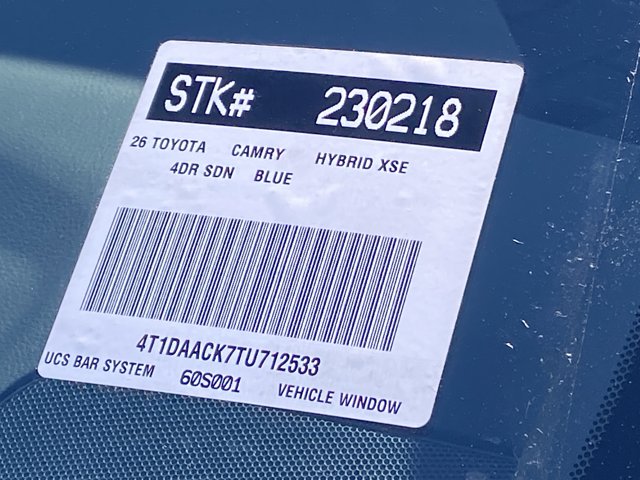 STK# 230218
26 TOYOTA CAMRY HYBRID XSE
4DR SDN BLUE
4T1DAACK7TU712533
UCS BAR SYSTEM 60S001 VEHICLE WINDOW